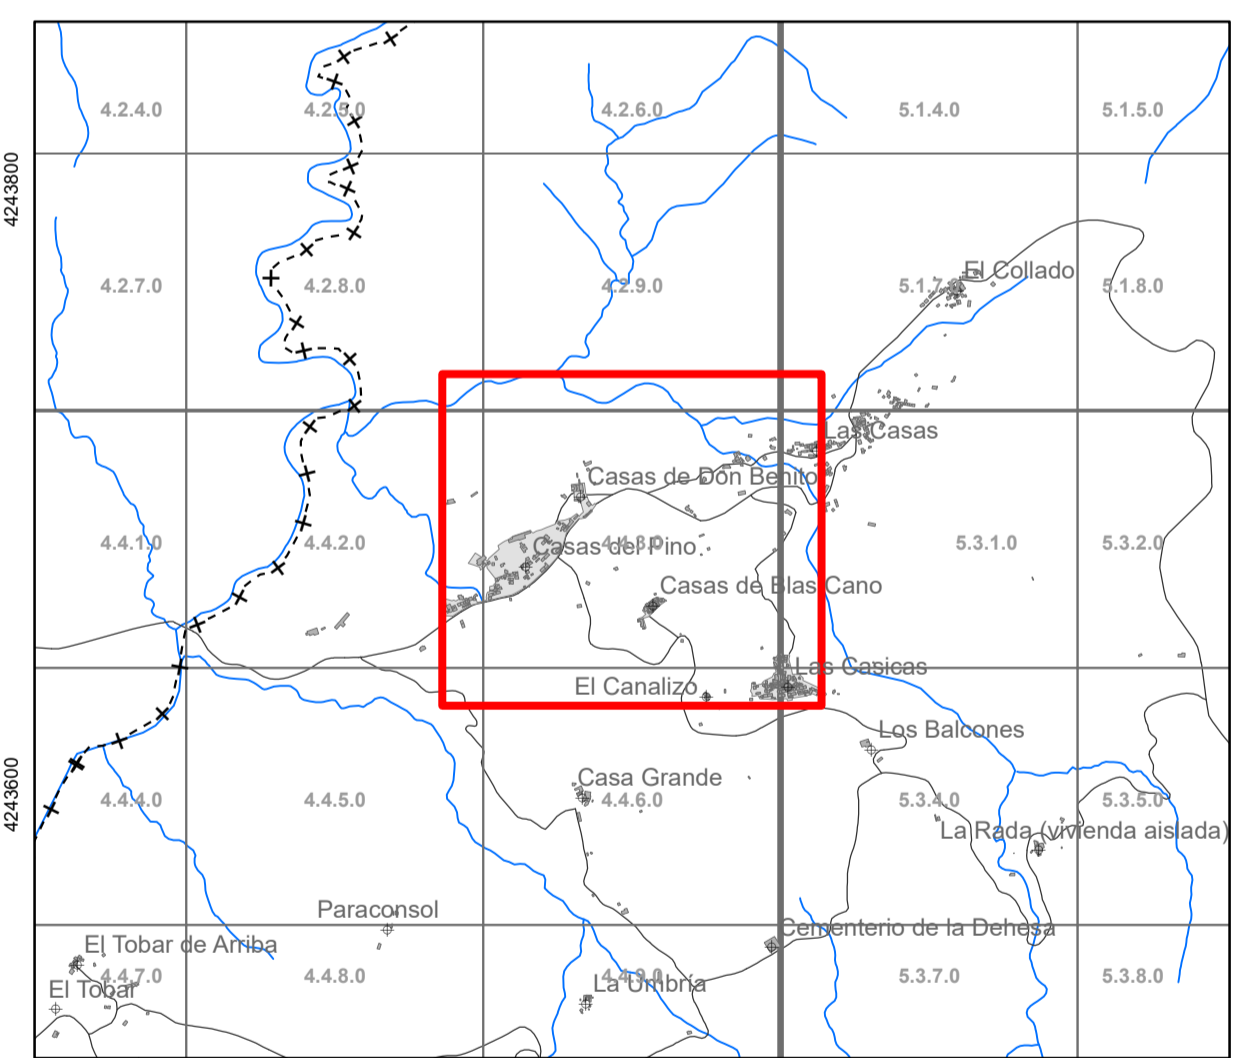 4.2.4.0
4.2.5.0
4.2.6.0
5.1.4.0
5.1.5.0
4243800
El Collado
4.2.7.0
4.2.8.0
4.2.9.0
5.1.7.0
5.1.8.0
Las Casas
Casas de Don Benito
4.4.1.0
4.4.2.0
Casas del Pino
4.4.3.0
5.3.1.0
5.3.2.0
Casas de Blas Cano
Las Casicas
El Canalizo
Los Balcones
Casa Grande
4243600
4.4.4.0
4.4.5.0
4.4.6.0
5.3.4.0
5.3.5.0
La Rada (vivienda aislada)
Paraconsol
Cementerio de la Dehesa
El Tobar de Arriba
4.4.7.0
4.4.8.0
4.4.9.0
5.3.7.0
5.3.8.0
La Umbría
El Tobar